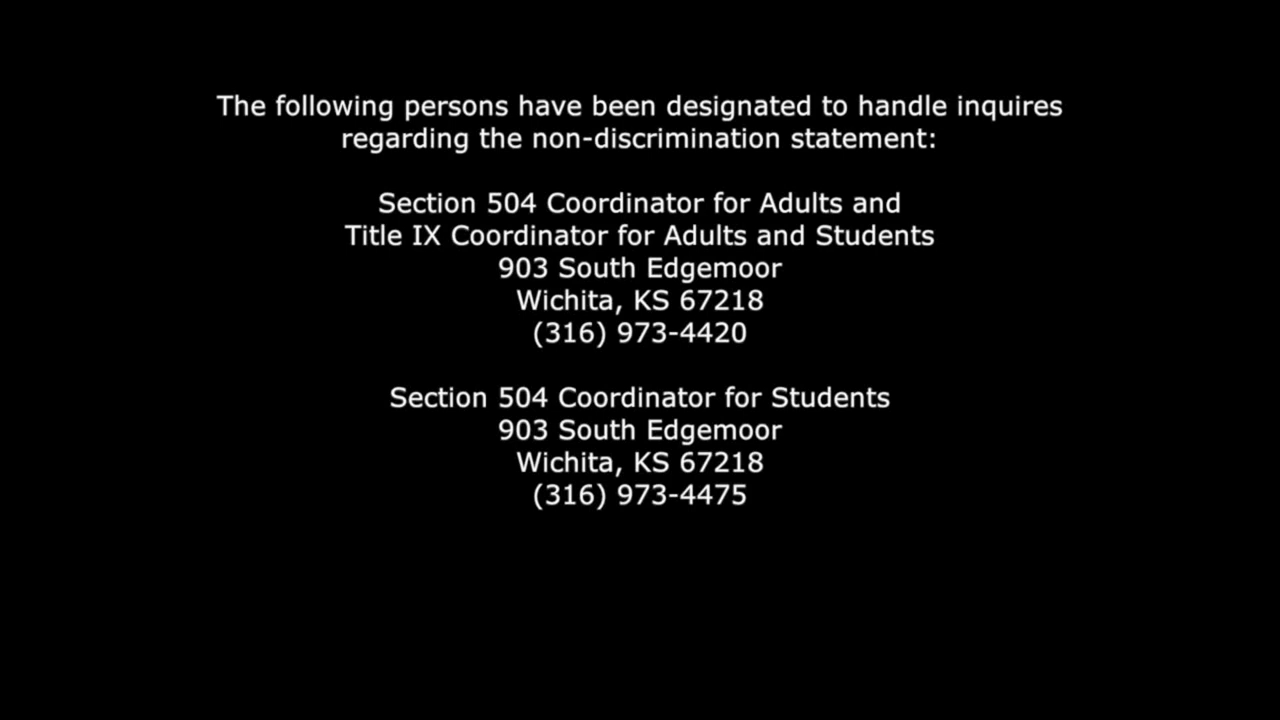 The following persons have been designated to handle inquires
regarding the non-discrimination statement:
Section 504 Coordinator for Adults and
Title IX Coordinator for Adults and Students
903 South Edgemoor
Wichita, KS 67218
(316) 973-4420
Section 504 Coordinator for Students
903 South Edgemoor
Wichita, KS 67218
(316) 973-4475